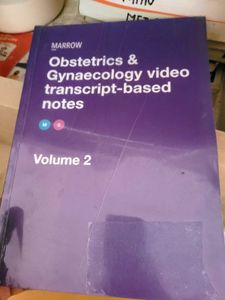 MARROW
Obstetrics &
Gynaecology video
transcript-based
notes
Volume 2